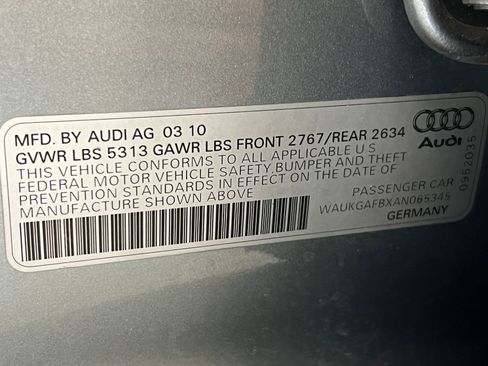 MFD. BY AUDI AG 03 10
GVWR LBS 5313 GAWR LBS FRONT 2767/REAR 2634
THIS VEHICLE CONFORMS TO ALL APPLICABLE U S
FEDERAL MOTOR VEHICLE SAFETY, BUMPER AND THEFT
PREVENTION STANDARDS IN EFFECT ON THE DATE OF
MANUFACTURE SHOWN ABOVE
PASSENGER CAR
WAUKGAFBXAN065345
GERMANY
Audi
0952035